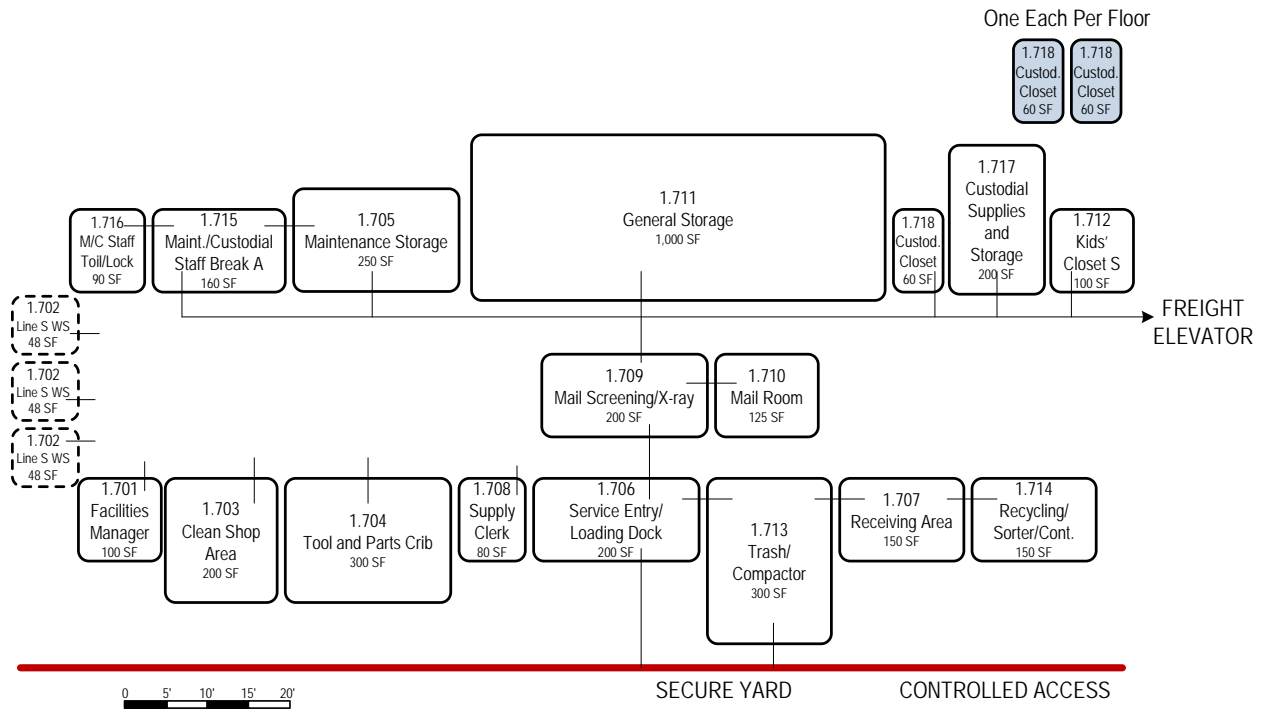 One Each Per Floor
1.718
Custod.
Closet
60 SF
1.718
Custod.
Closet
60 SF
1.716
M/C Staff
Toil/Lock
90 SF
1.715
Maint./Custodial
Staff Break A
160 SF
1.705
Maintenance Storage
250 SF
1.711
General Storage
1,000 SF
1.718
Custod.
Closet
60 SF
1.717
Custodial
Supplies
and
Storage
200 SF
1.712
Kids'
Closet S
100 SF
FREIGHT
ELEVATOR
1.702
Line S WS
48 SF
1.702
Line S WS
48 SF
1.702
Line S WS
48 SF
1.709
Mail Screening/X-ray
200 SF
1.710
Mail Room
125 SF
1.701
Facilities
Manager
100 SF
1.703
Clean Shop
Area
200 SF
1.704
Tool and Parts Crib
300 SF
1.708
Supply
Clerk
80 SF
1.706
Service Entry/
Loading Dock
200 SF
1.713
Trash/
Compactor
300 SF
1.707
Receiving Area
150 SF
1.714
Recycling/
Sorter/Cont.
150 SF
0 5' 10' 15' 20'
SECURE YARD
CONTROLLED ACCESS